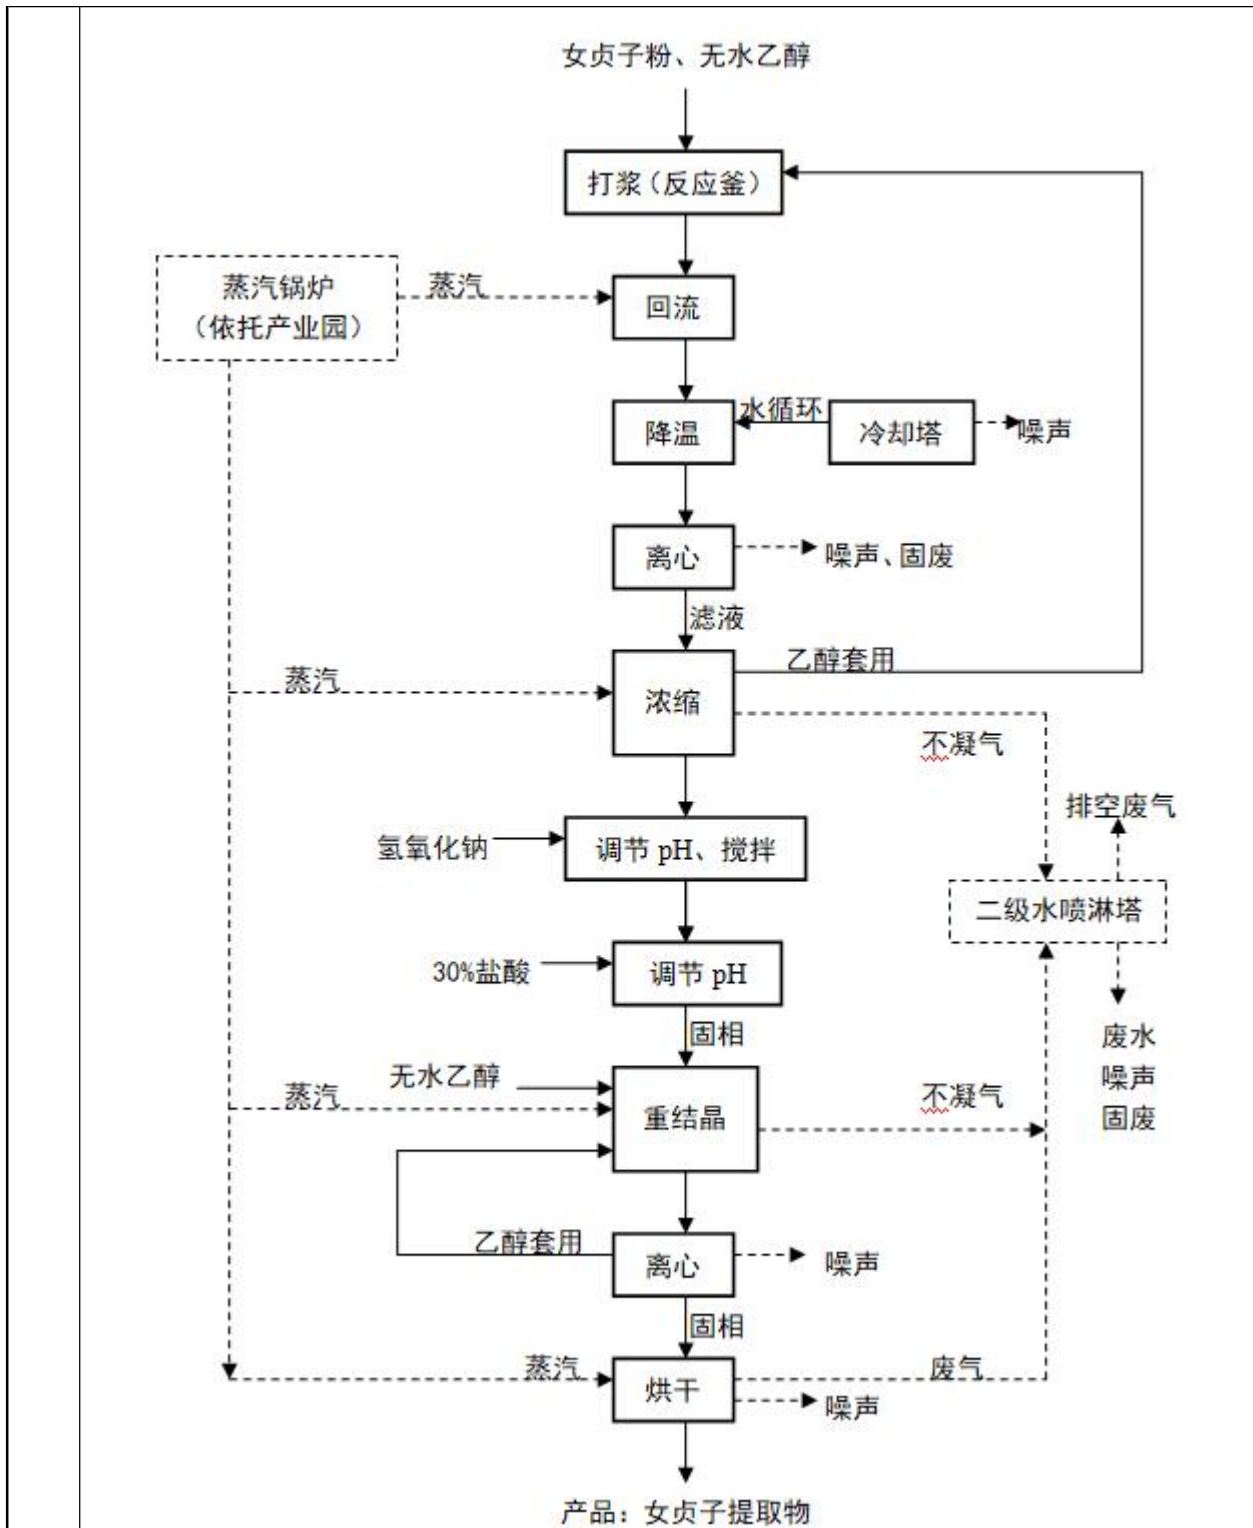 女贞子粉、无水乙醇
打浆（反应釜）
蒸汽锅炉
（依托产业园）
蒸汽
回流
降温
水循环
冷却塔
噪声
离心
噪声、固废
滤液
乙醇套用
蒸汽
浓缩
不凝气
排空废气
氢氧化钠
调节 pH、搅拌
二级水喷淋塔
30%盐酸
调节 pH
固相
废水
噪声
固废
无水乙醇
蒸汽
重结晶
不凝气
乙醇套用
离心
噪声
固相
蒸汽
烘干
废气
噪声
产品：女贞子提取物